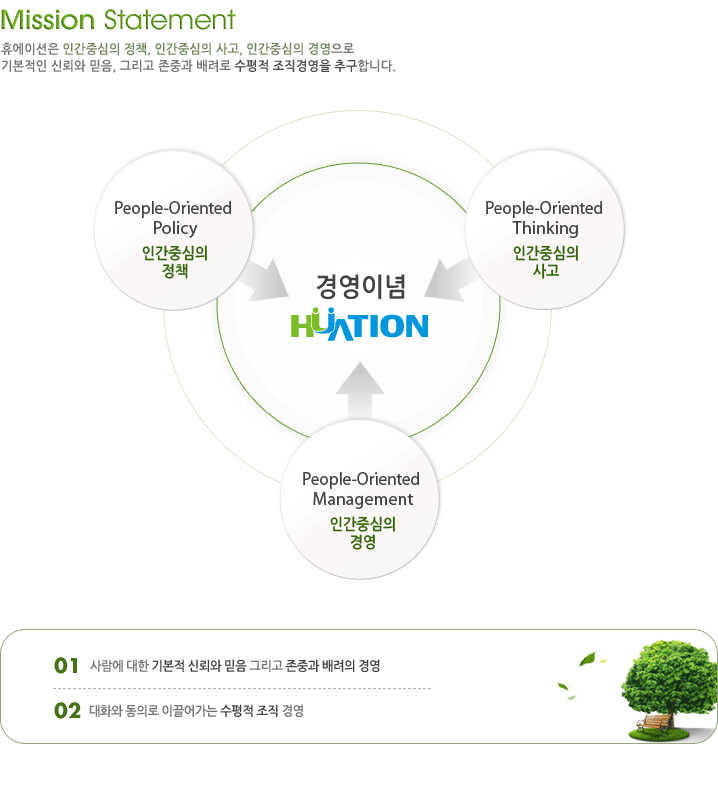 Mission Statement
휴에이션은 인간중심의 정책, 인간중심의 사고, 인간중심의 경영으로
기본적인 신뢰와 믿음, 그리고 존중과 배려로 수평적 조직경영을 추구합니다.
People-Oriented
Policy
인간중심의
정책
People-Oriented
Thinking
인간중심의
사고
경영이념
HUATION
People-Oriented
Management
인간중심의
경영
01 사람에 대한 기본적 신뢰와 믿음 그리고 존중과 배려의 경영
02 대화와 동의로 이끌어가는 수평적 조직 경영